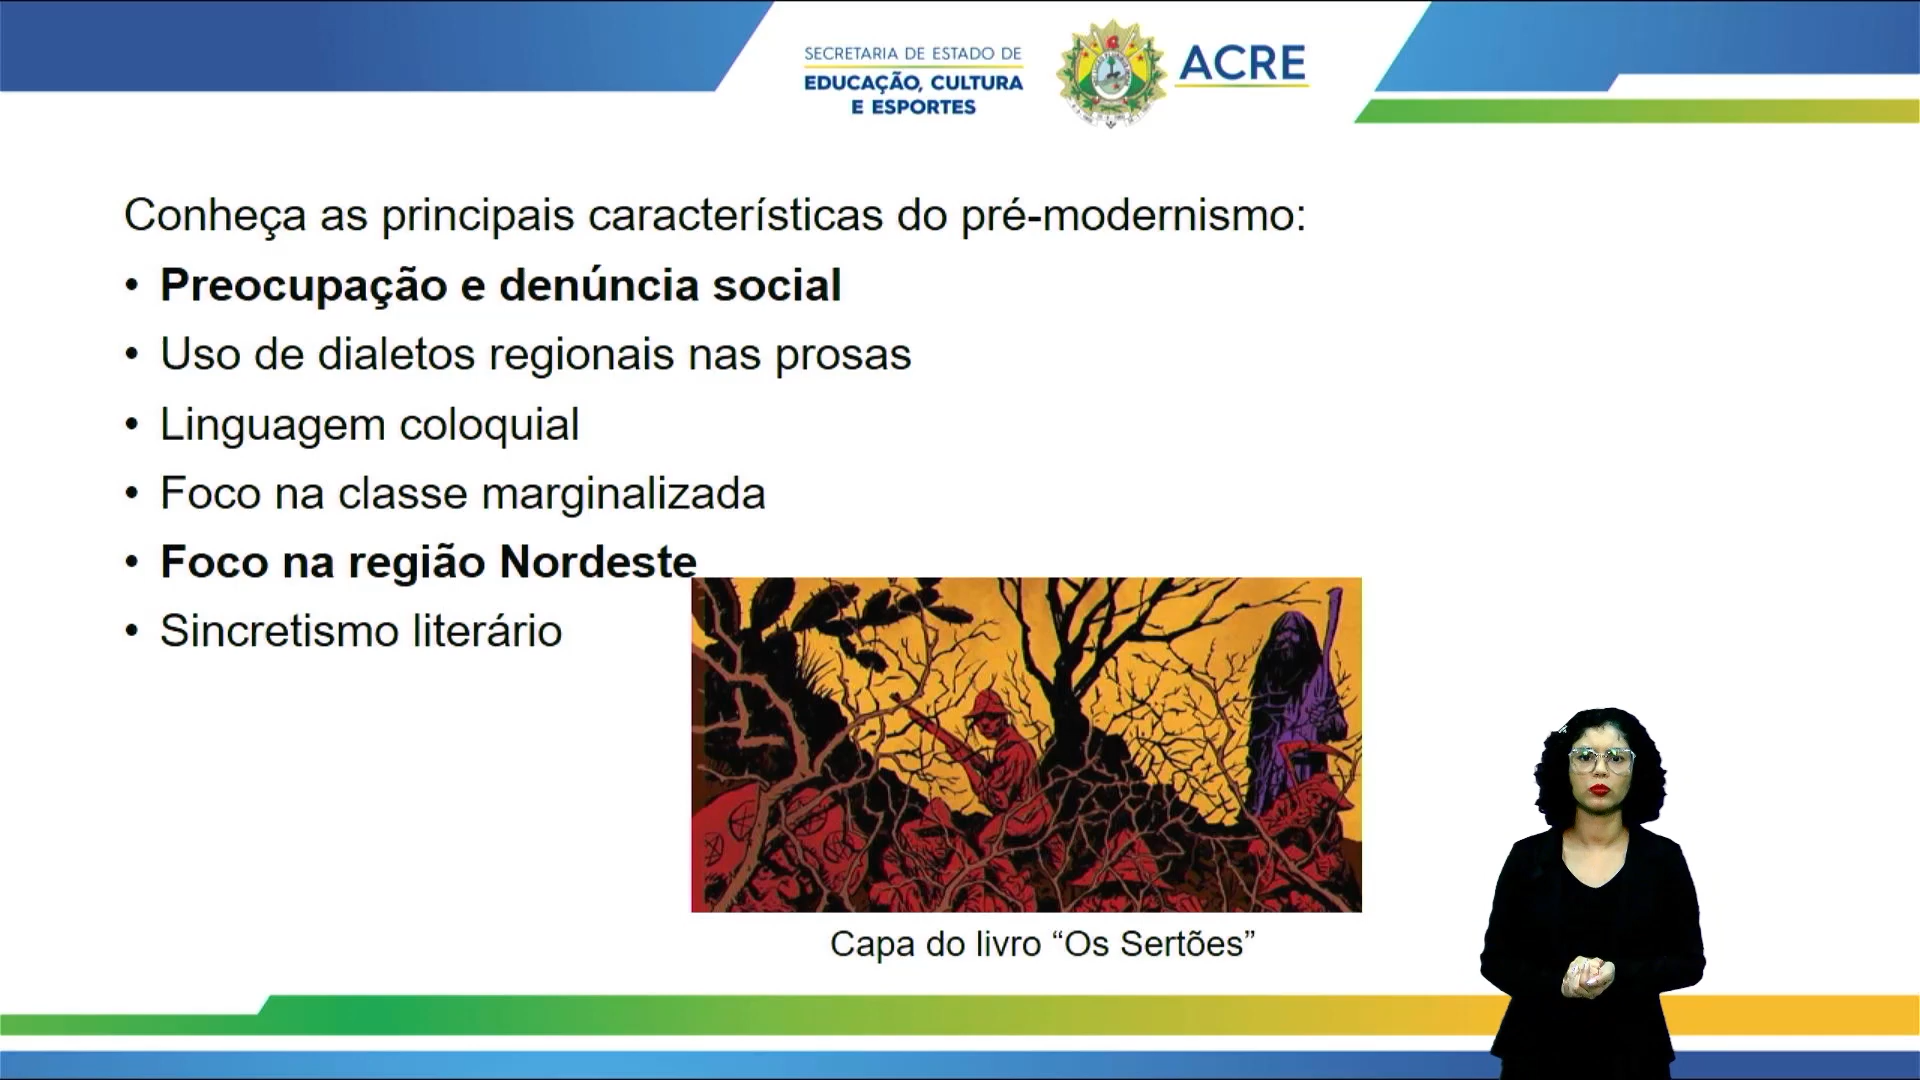 SECRETARIA DE ESTADO DE
EDUCAÇÃO, CULTURA
E ESPORTES
ACRE
Conheça as principais características do pré-modernismo:
• Preocupação e denúncia social
• Uso de dialetos regionais nas prosas
• Linguagem coloquial
• Foco na classe marginalizada
• Foco na região Nordeste
• Sincretismo literário
Capa do livro “Os Sertões”